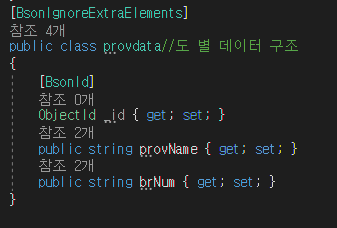 [BsonIgnoreExtraElements]
참조 4개
public class provdata//도 별 데이터 구조
{
[BsonId]
참조 0개
ObjectId _id { get; set; }
참조 2개
public string provName { get; set; }
참조 2개
public string brNum { get; set; }
}